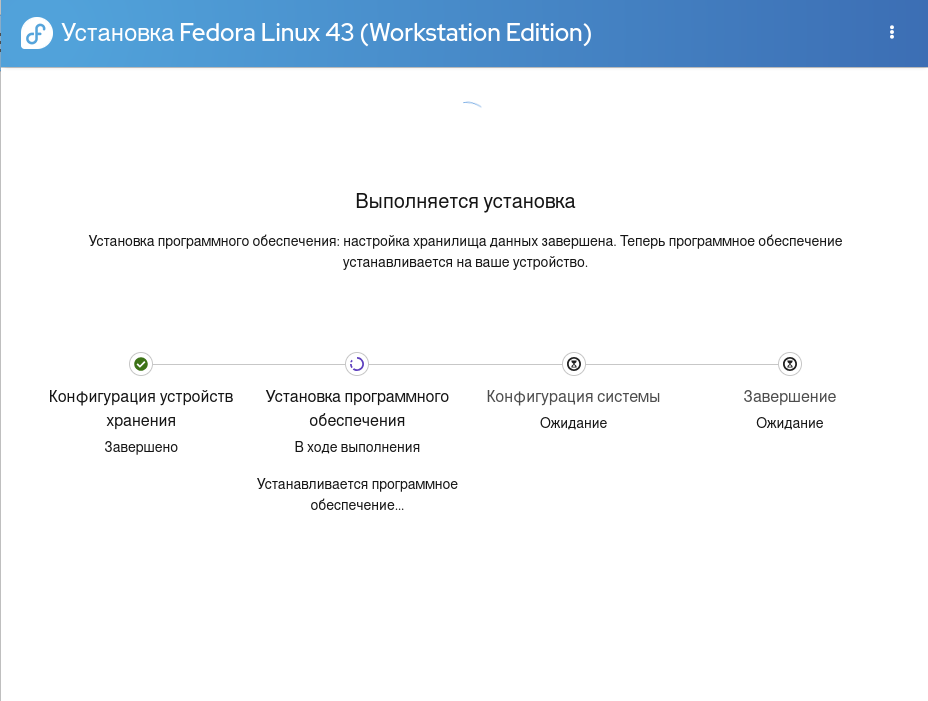 Установка Fedora Linux 43 (Workstation Edition)
Выполняется установка
Установка программного обеспечения: настройка хранилища данных завершена. Теперь программное обеспечение
устанавливается на ваше устройство.
Конфигурация устройств
хранения
Завершено
Установка программного
обеспечения
В ходе выполнения
Устанавливается программное
обеспечение...
Конфигурация системы
Ожидание
Завершение
Ожидание